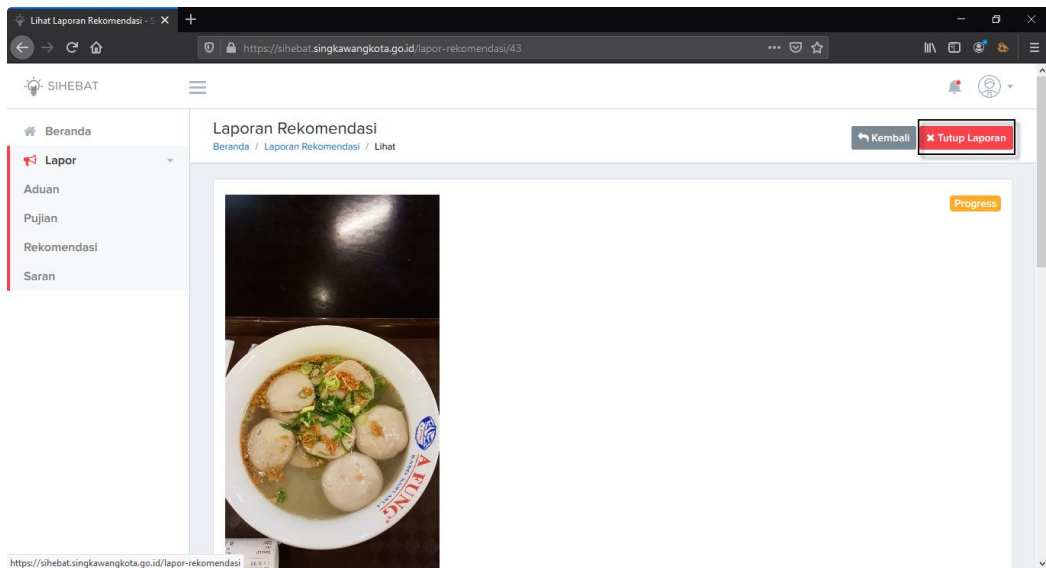 Lihat Laporan Rekomendasi - S
https://sihebat.singkawangkota.go.id/lapor-rekomendasi/43
SIHEBAT
Beranda
Lapor
Aduan
Pujian
Rekomendasi
Saran
Laporan Rekomendasi
Beranda / Laporan Rekomendasi / Lihat
Kembali
Tutup Laporan
Progress
A FUNG
https://sihebat.singkawangkota.go.id/lapor-rekomendasi